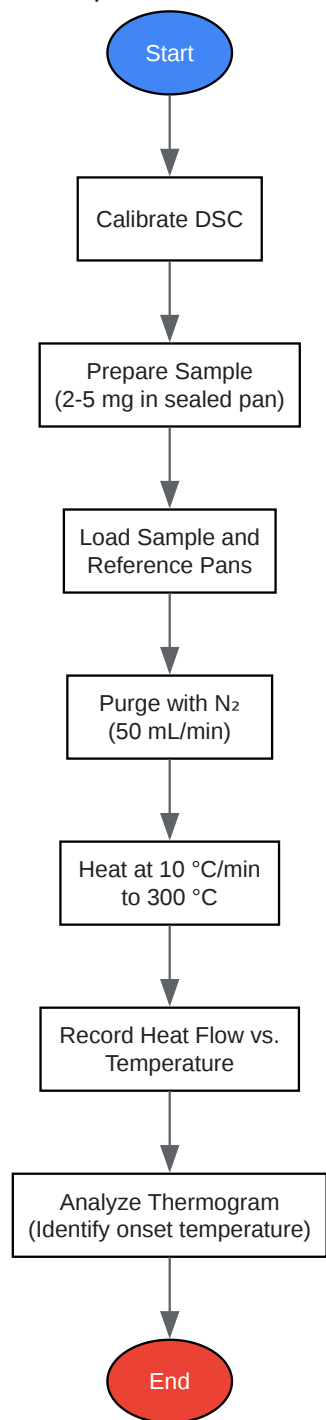 Start
Calibrate DSC
Prepare Sample
(2-5 mg in sealed pan)
Load Sample and
Reference Pans
Purge with N₂
(50 mL/min)
Heat at 10 °C/min
to 300 °C
Record Heat Flow vs.
Temperature
Analyze Thermogram
(Identify onset temperature)
End